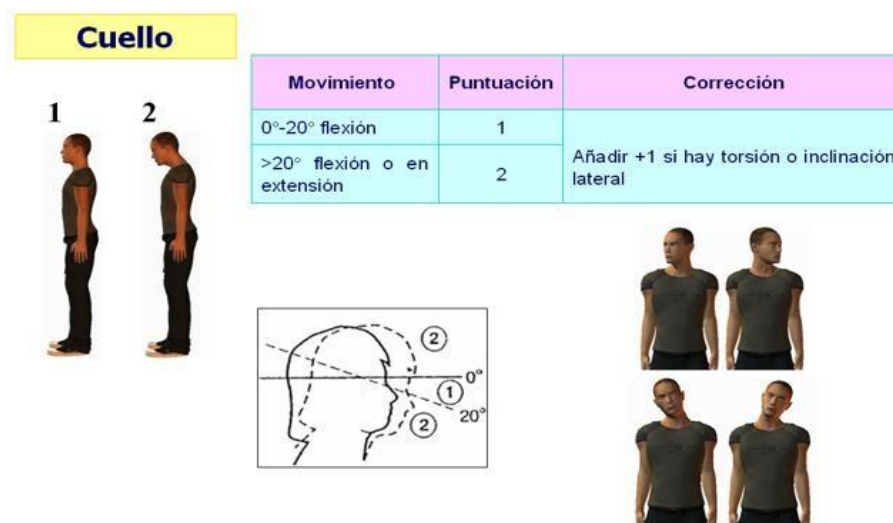 Cuello
1 2
Movimiento Puntuación Corrección
0°-20° flexión 1
>20° flexión o en
extensión
2
Añadir +1 si hay torsión o inclinación
lateral
2
0°
1
20°
2